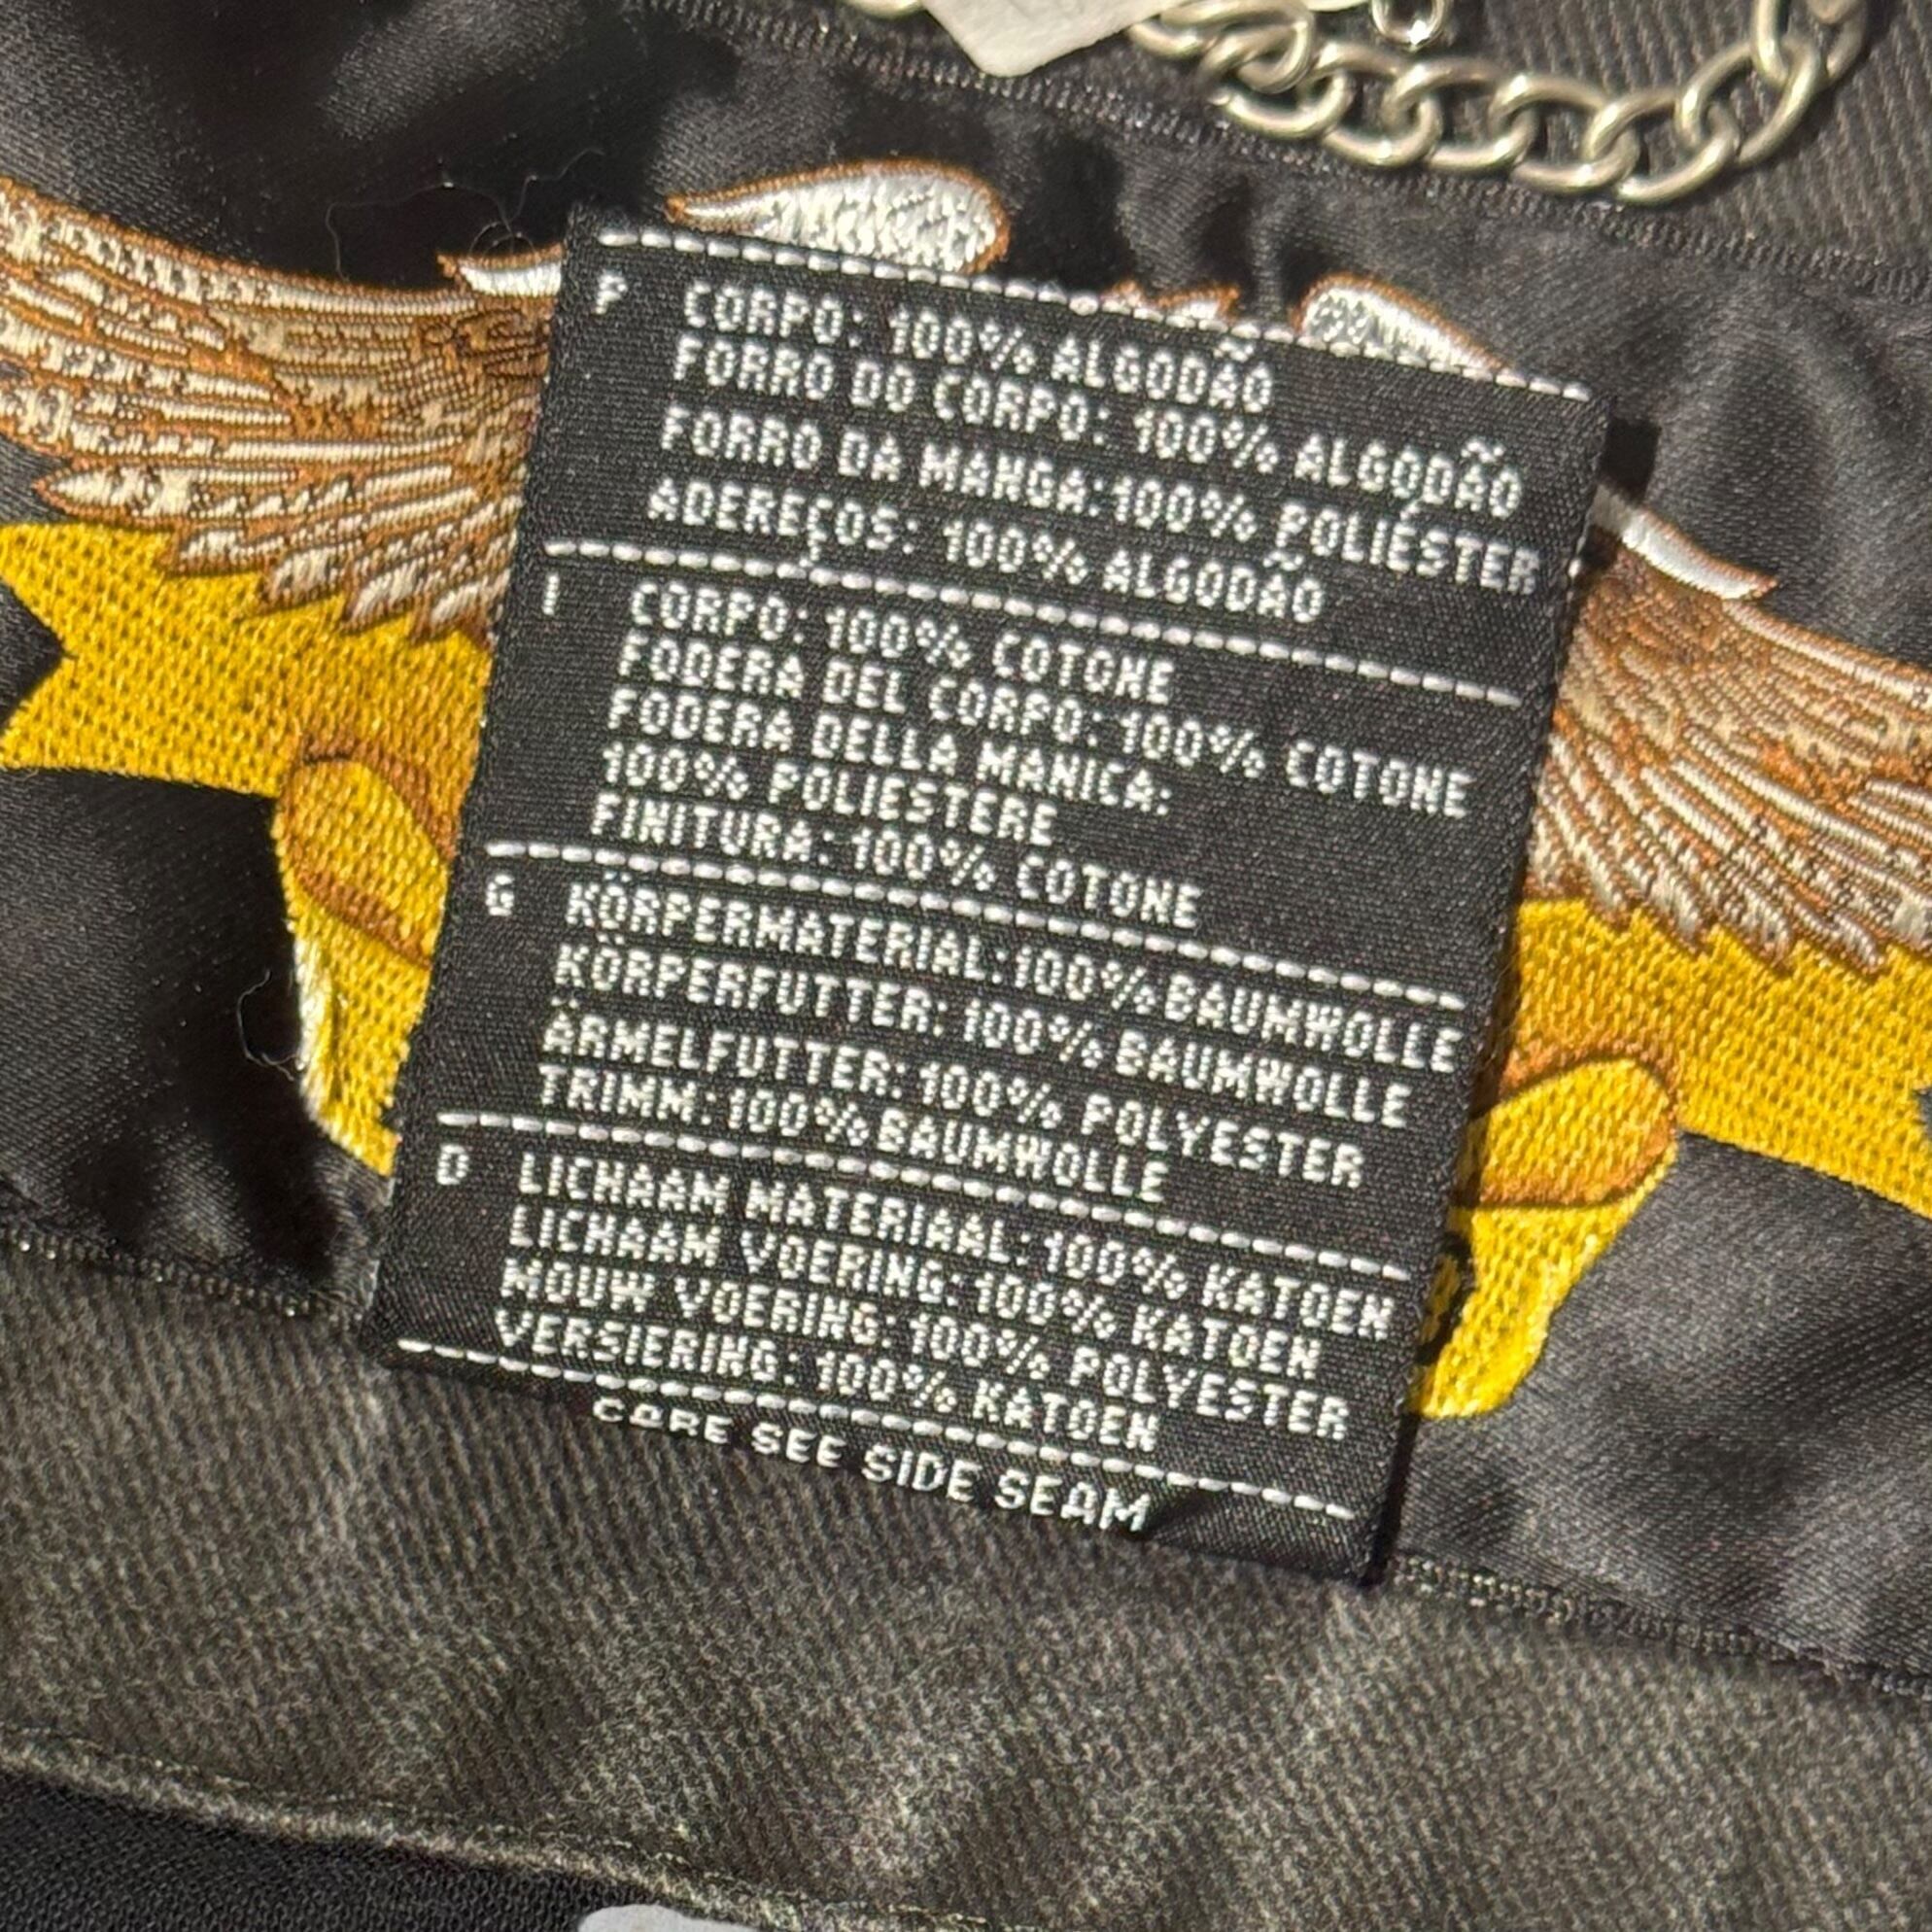 P CORPO: 100% ALGODÃO
FORRO DO CORPO: 100% ALGODÃO
FORRO DA MANGA:100% POLIÉSTER
ADEREÇOS: 100% ALGODÃO
I CORPO: 100% COTONE
FODERA DEL CORPO: 100% COTONE
FODERA DELLA MANICA:
100% POLIESTERE
FINITURA: 100% COTONE
G KÖRPERMATERIAL:100%BAUMWOLLE
KÖRPERFUTTER: 100% BAUMWOLLE
ÄRMELFUTTER: 100% POLYESTER
TRIMM: 100%BAUMWOLLE
D LICHAAM MATERIAAL: 100% KATOEN
LICHAAM VOERING: 100% KATOEN
MOUW VOERING: 100% POLYESTER
VERSIERING: 100% KATOEN
CARE SEE SIDE SEAM